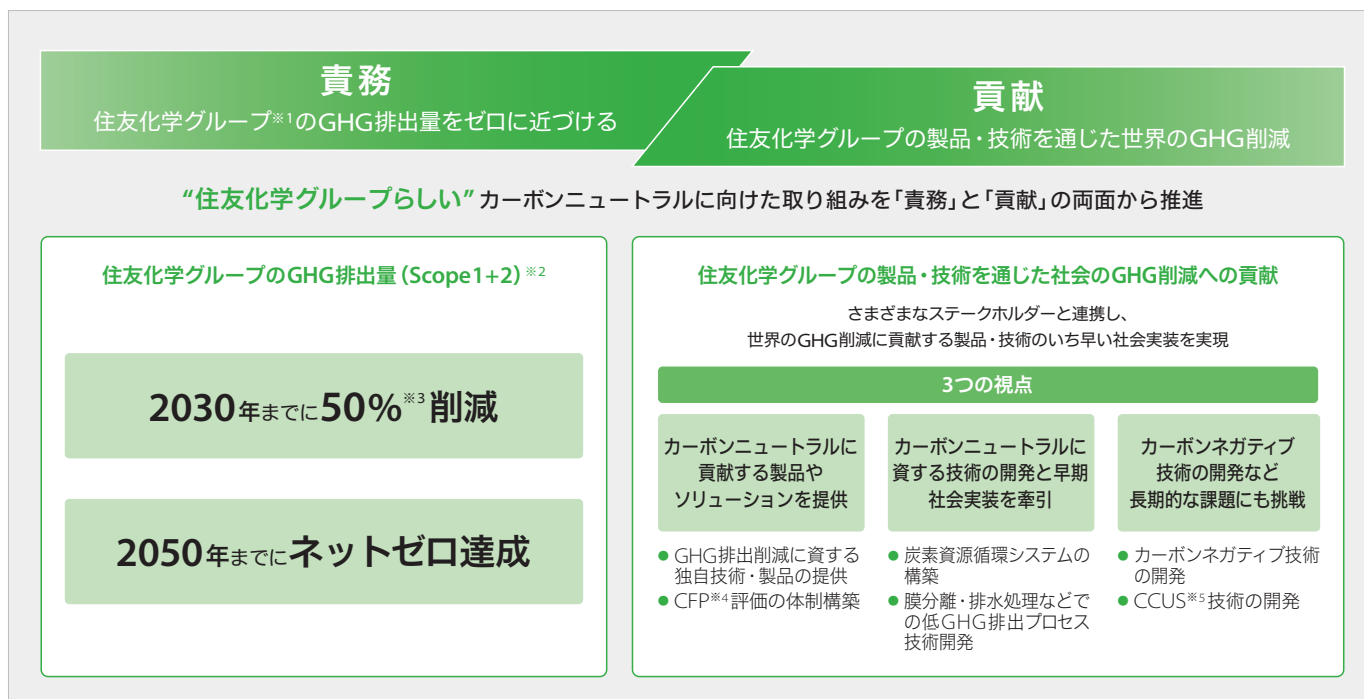 責務
住友化学グループ※1のGHG排出量をゼロに近づける
貢献
住友化学グループの製品・技術を通じた世界のGHG削減
“住友化学グループらしい”カーボンニュートラルに向けた取り組みを「責務」と「貢献」の両面から推進
住友化学グループのGHG排出量（Scope1+2）※2
2030年までに50%※3削減
2050年までにネットゼロ達成
住友化学グループの製品・技術を通じた社会のGHG削減への貢献
さまざまなステークホルダーと連携し、
世界のGHG削減に貢献する製品・技術のいち早い社会実装を実現
3つの視点
カーボンニュートラルに
貢献する製品や
ソリューションを提供
● GHG排出削減に資する
独自技術・製品の提供
● CFP※4評価の体制構築
カーボンニュートラルに
資する技術の開発と早期
社会実装を牽引
● 炭素資源循環システムの
構築
● 膜分離・排水処理などで
の低GHG排出プロセス
技術開発
カーボンネガティブ
技術の開発など
長期的な課題にも挑戦
● カーボンネガティブ技術
の開発
● CCUS※5技術の開発